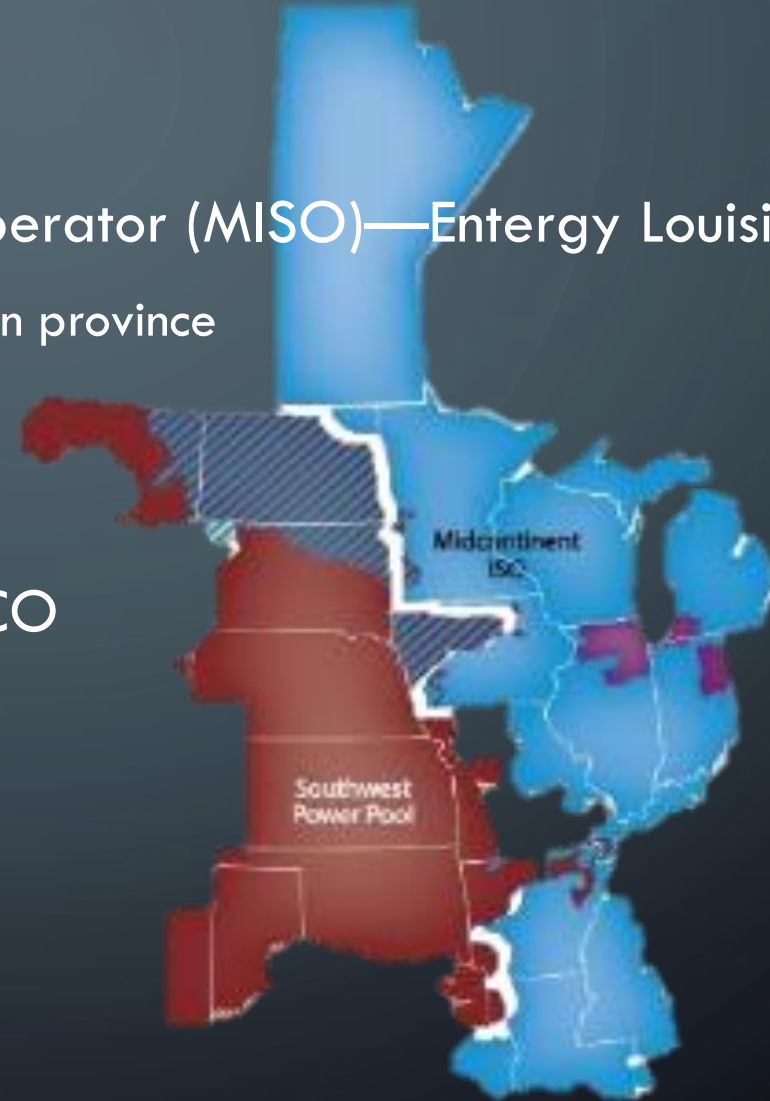 perator (MISO)—Entergy Louisi
n province
Midcontinent
ISO
CO
Southwest
Power Pool